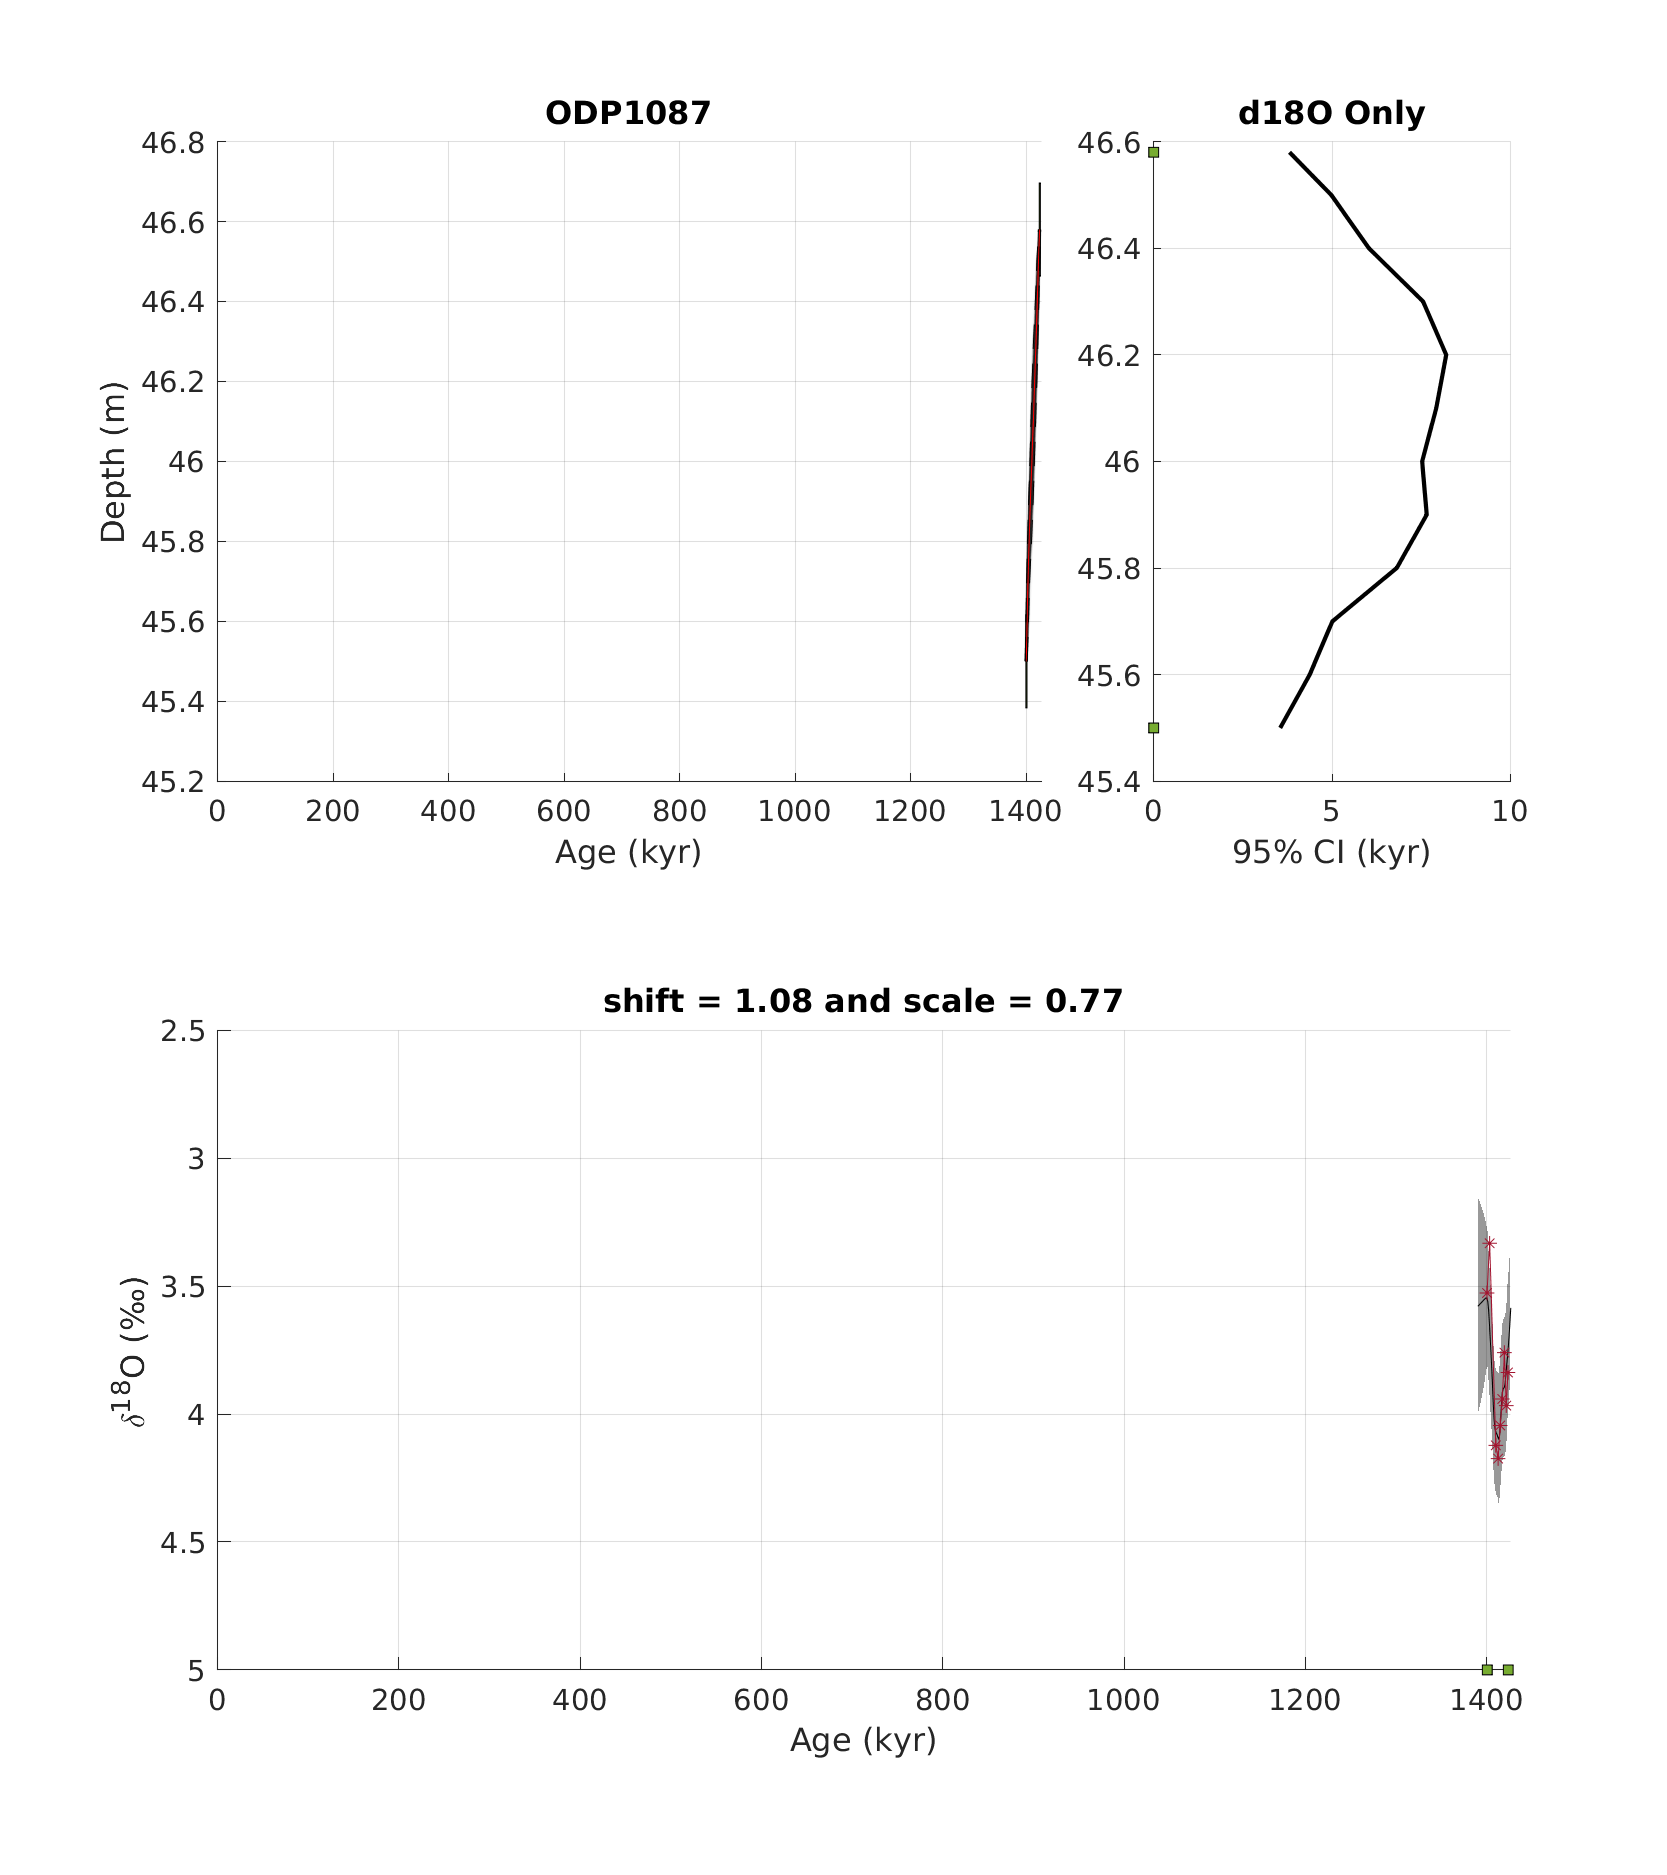 ODP1087
46.8
46.6
46.4
46.2
46
45.8
45.6
45.4
45.2
Depth (m)
0 200 400 600 800 1000 1200 1400
Age (kyr)
d18O Only
46.6
46.4
46.2
46
45.8
45.6
45.4
0 5 10
95% CI (kyr)
shift = 1.08 and scale = 0.77
2.5
3
3.5
4
4.5
5
δ18O (‰)
0 200 400 600 800 1000 1200 1400
Age (kyr)